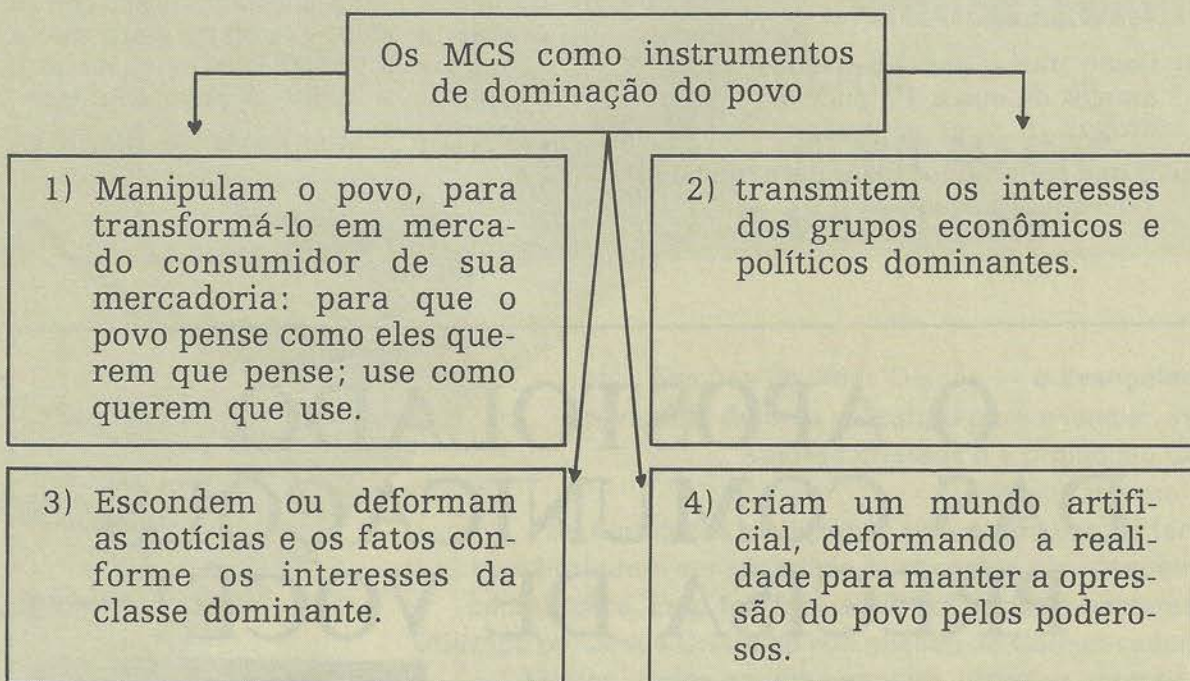 Os MCS como instrumentos
de dominação do povo
1) Manipulam o povo, para
transformá-lo em merca-
do consumidor de sua
mercadoria: para que o
povo pense como eles que-
rem que pense; use como
querem que use.
2) transmitem os interesses
dos grupos econômicos e
políticos dominantes.
3) Escondem ou deformam
as notícias e os fatos con-
forme os interesses da
classe dominante.
4) criam um mundo artifi-
cial, deformando a reali-
dade para manter a opres-
são do povo pelos podero-
sos.